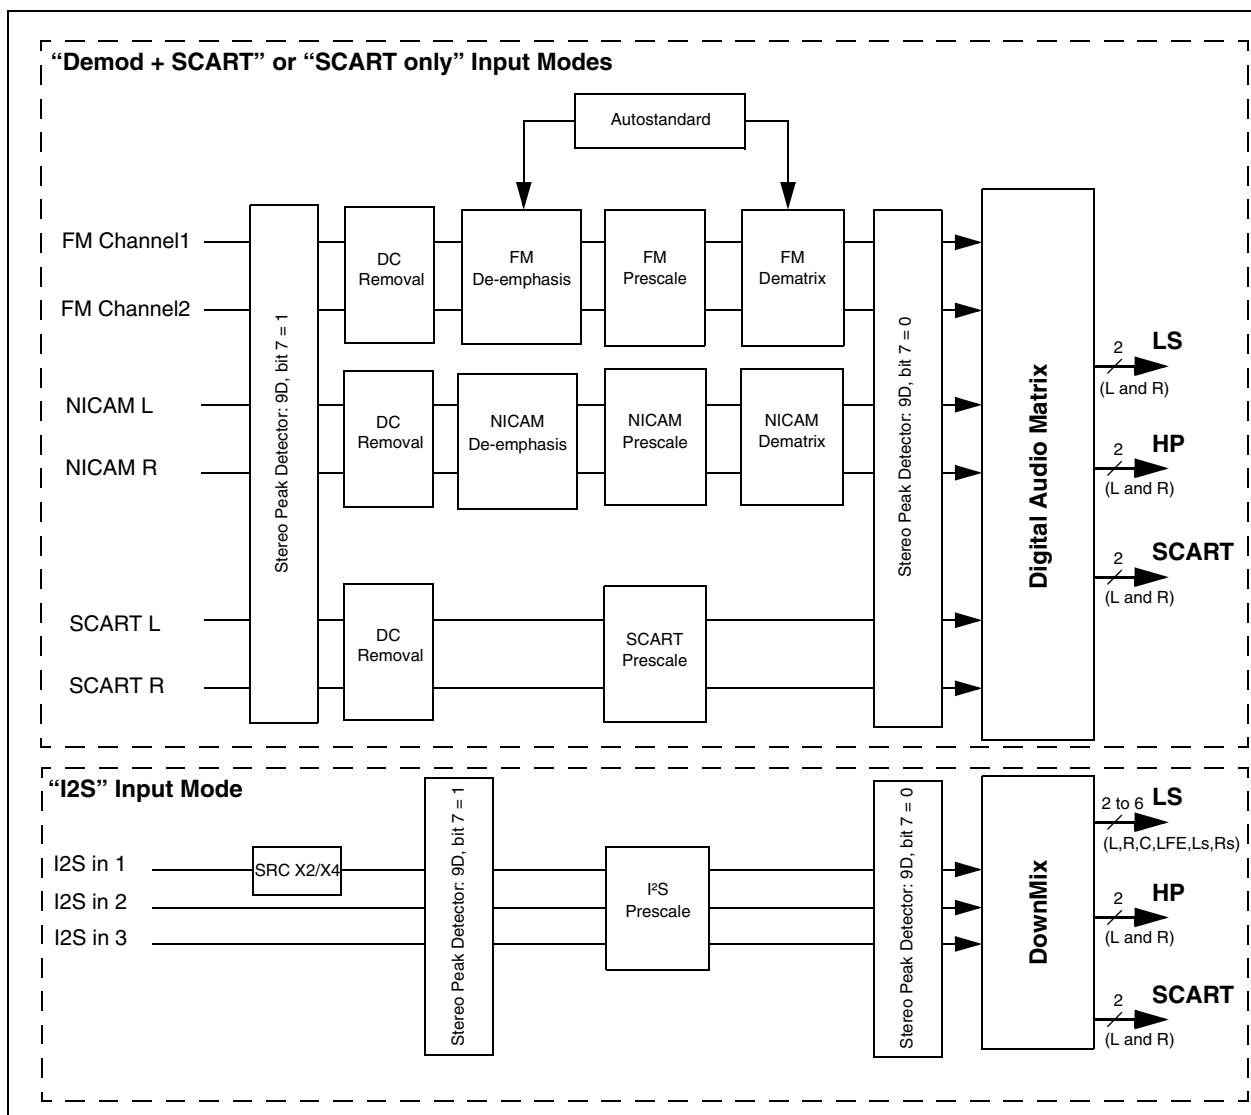 “Demod + SCART” or “SCART only” Input Modes
Autostandard
FM Channel1
FM Channel2
NICAM L
NICAM R
SCART L
SCART R
Stereo Peak Detector: 9D, bit 7 = 1
DC
Removal
FM
De-emphasis
FM
Prescale
FM
Dematrix
DC
Removal
NICAM
De-emphasis
NICAM
Prescale
NICAM
Dematrix
DC
Removal
SCART
Prescale
Stereo Peak Detector: 9D, bit 7 = 0
Digital Audio Matrix
2 LS
(L and R)
2 HP
(L and R)
2 SCART
(L and R)
“I2S” Input Mode
I2S in 1
I2S in 2
I2S in 3
SRC X2/X4
Stereo Peak Detector: 9D, bit 7 = 1
I²S
Prescale
Stereo Peak Detector: 9D, bit 7 = 0
DownMix
2 to 6 LS
(L,R,C,LFE,Ls,Rs)
2 HP
(L and R)
2 SCART
(L and R)